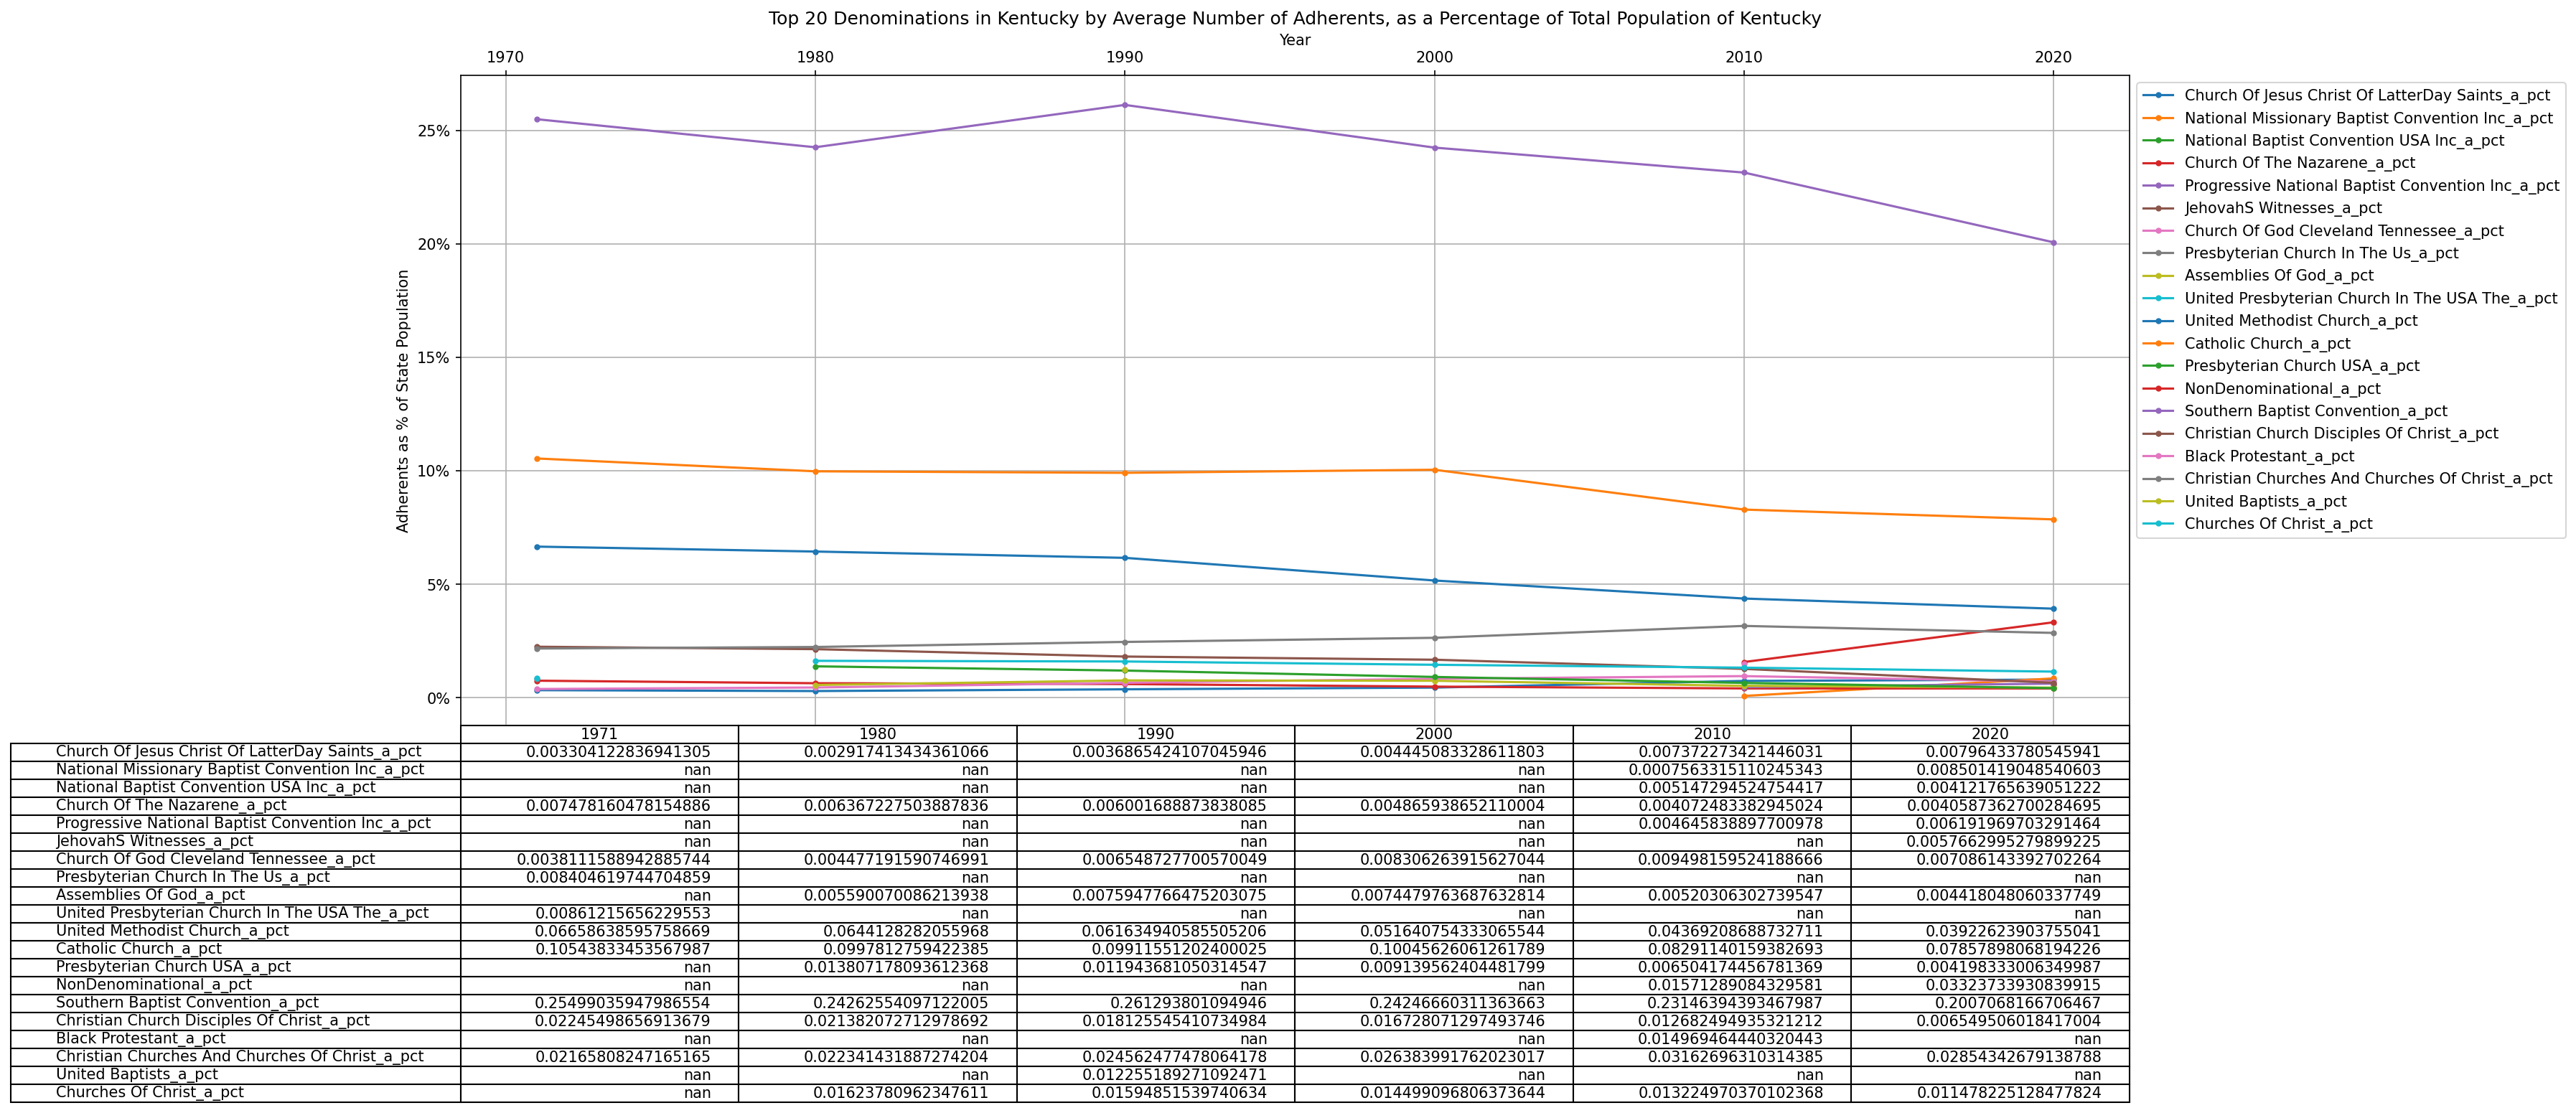 Top 20 Denominations in Kentucky by Average Number of Adherents, as a Percentage of Total Population of Kentucky
Year
1970 1980 1990 2000 2010 2020
Adherents as % of State Population
25%
20%
15%
10%
5%
0%
Church Of Jesus Christ Of LatterDay Saints_a_pct
National Missionary Baptist Convention Inc_a_pct
National Baptist Convention USA Inc_a_pct
Church Of The Nazarene_a_pct
Progressive National Baptist Convention Inc_a_pct
JehovahS Witnesses_a_pct
Church Of God Cleveland Tennessee_a_pct
Presbyterian Church In The Us_a_pct
Assemblies Of God_a_pct
United Presbyterian Church In The USA The_a_pct
United Methodist Church_a_pct
Catholic Church_a_pct
Presbyterian Church USA_a_pct
NonDenominational_a_pct
Southern Baptist Convention_a_pct
Christian Church Disciples Of Christ_a_pct
Black Protestant_a_pct
Christian Churches And Churches Of Christ_a_pct
United Baptists_a_pct
Churches Of Christ_a_pct
1971 1980 1990 2000 2010 2020
Church Of Jesus Christ Of LatterDay Saints_a_pct 0.003304122836941305 0.002917413434361066 0.0036865424107045946 0.004445083328611803 0.007372273421446031 0.007964337805459​41
National Missionary Baptist Convention Inc_a_pct nan nan nan nan 0.0007563315110245343 0.008501419048540603
National Baptist Convention USA Inc_a_pct nan nan nan nan 0.005147294524754417 0.004121765639051222
Church Of The Nazarene_a_pct 0.007478160478154886 0.006367227503887836 0.006001688873838085 0.004865938652110004 0.004072483382945024 0.0040587362700284695
Progressive National Baptist Convention Inc_a_pct nan nan nan nan 0.004645838897700978 0.006191969703291464
JehovahS Witnesses_a_pct nan nan nan nan nan 0.0057662995279899225
Church Of God Cleveland Tennessee_a_pct 0.0038111588942885744 0.004477191590746991 0.006548727700570049 0.008306263915627044 0.009498159524188666 0.007086143392702264
Presbyterian Church In The Us_a_pct 0.008404619744704859 nan nan nan nan nan
Assemblies Of God_a_pct nan 0.005590070086213938 0.007594776647520307​5 0.0074479763687632814 0.00520306302739547 0.004418048060337749
United Presbyterian Church In The USA The_a_pct 0.00861215656229553 nan nan nan nan nan
United Methodist Church_a_pct 0.06658638595758669 0.0644128282055968 0.061634940585505206 0.051640754333065544 0.04369208688732711 0.03922623903755041
Catholic Church_a_pct 0.10543833453567987 0.0997812759422385 0.09911551202400025 0.10045626061261789 0.08291140159382693 0.07857898068194226
Presbyterian Church USA_a_pct nan 0.013807178093612368 0.011943681050314547 0.009139562404481799 0.006504174456781369 0.004198333006349987
NonDenominational_a_pct nan nan nan nan 0.01571289084329581 0.03323733930839915
Southern Baptist Convention_a_pct 0.25499035947986554 0.24262554097122005 0.261293801094946 0.24246660311363663 0.23146394393467987 0.2007068166706467
Christian Church Disciples Of Christ_a_pct 0.02245498656913679 0.021382072712978692 0.018125545410734984 0.016728071297493746 0.012682494935321212 0.006549506018417004
Black Protestant_a_pct nan nan nan nan 0.014969464440320443 nan
Christian Churches And Churches Of Christ_a_pct 0.02165808247165165 0.022341431887274204 0.024562477478064178 0.026383991762023017 0.03162696310314385 0.028543342679138788
United Baptists_a_pct nan nan 0.012255189271092471 nan nan nan
Churches Of Christ_a_pct nan 0.01623780962347611 0.01594851539740634 0.014499096806373644 0.013224970370102368 0.011478225128477824